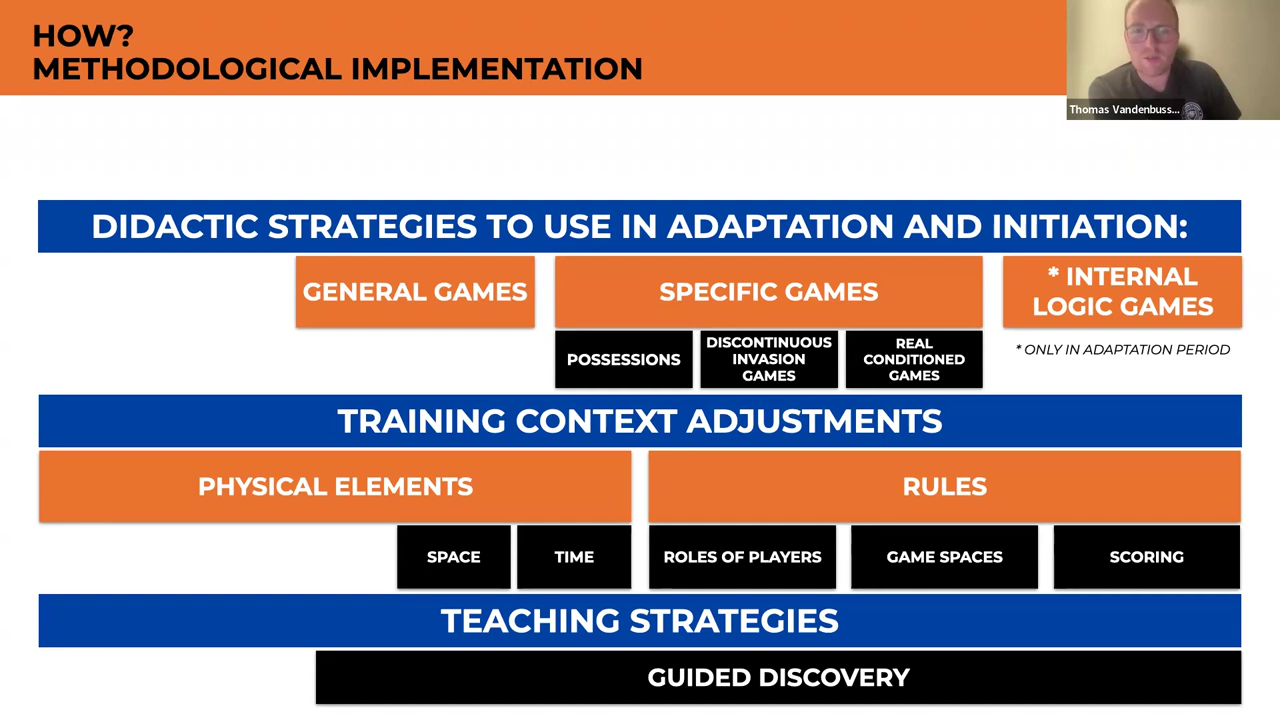 HOW?
METHODOLOGICAL IMPLEMENTATION
Thomas Vandenbuss...
DIDACTIC STRATEGIES TO USE IN ADAPTATION AND INITIATION:
GENERAL GAMES
SPECIFIC GAMES
* INTERNAL
LOGIC GAMES
POSSESSIONS
DISCONTINUOUS
INVASION
GAMES
REAL
CONDITIONED
GAMES
* ONLY IN ADAPTATION PERIOD
TRAINING CONTEXT ADJUSTMENTS
PHYSICAL ELEMENTS
RULES
SPACE
TIME
ROLES OF PLAYERS
GAME SPACES
SCORING
TEACHING STRATEGIES
GUIDED DISCOVERY